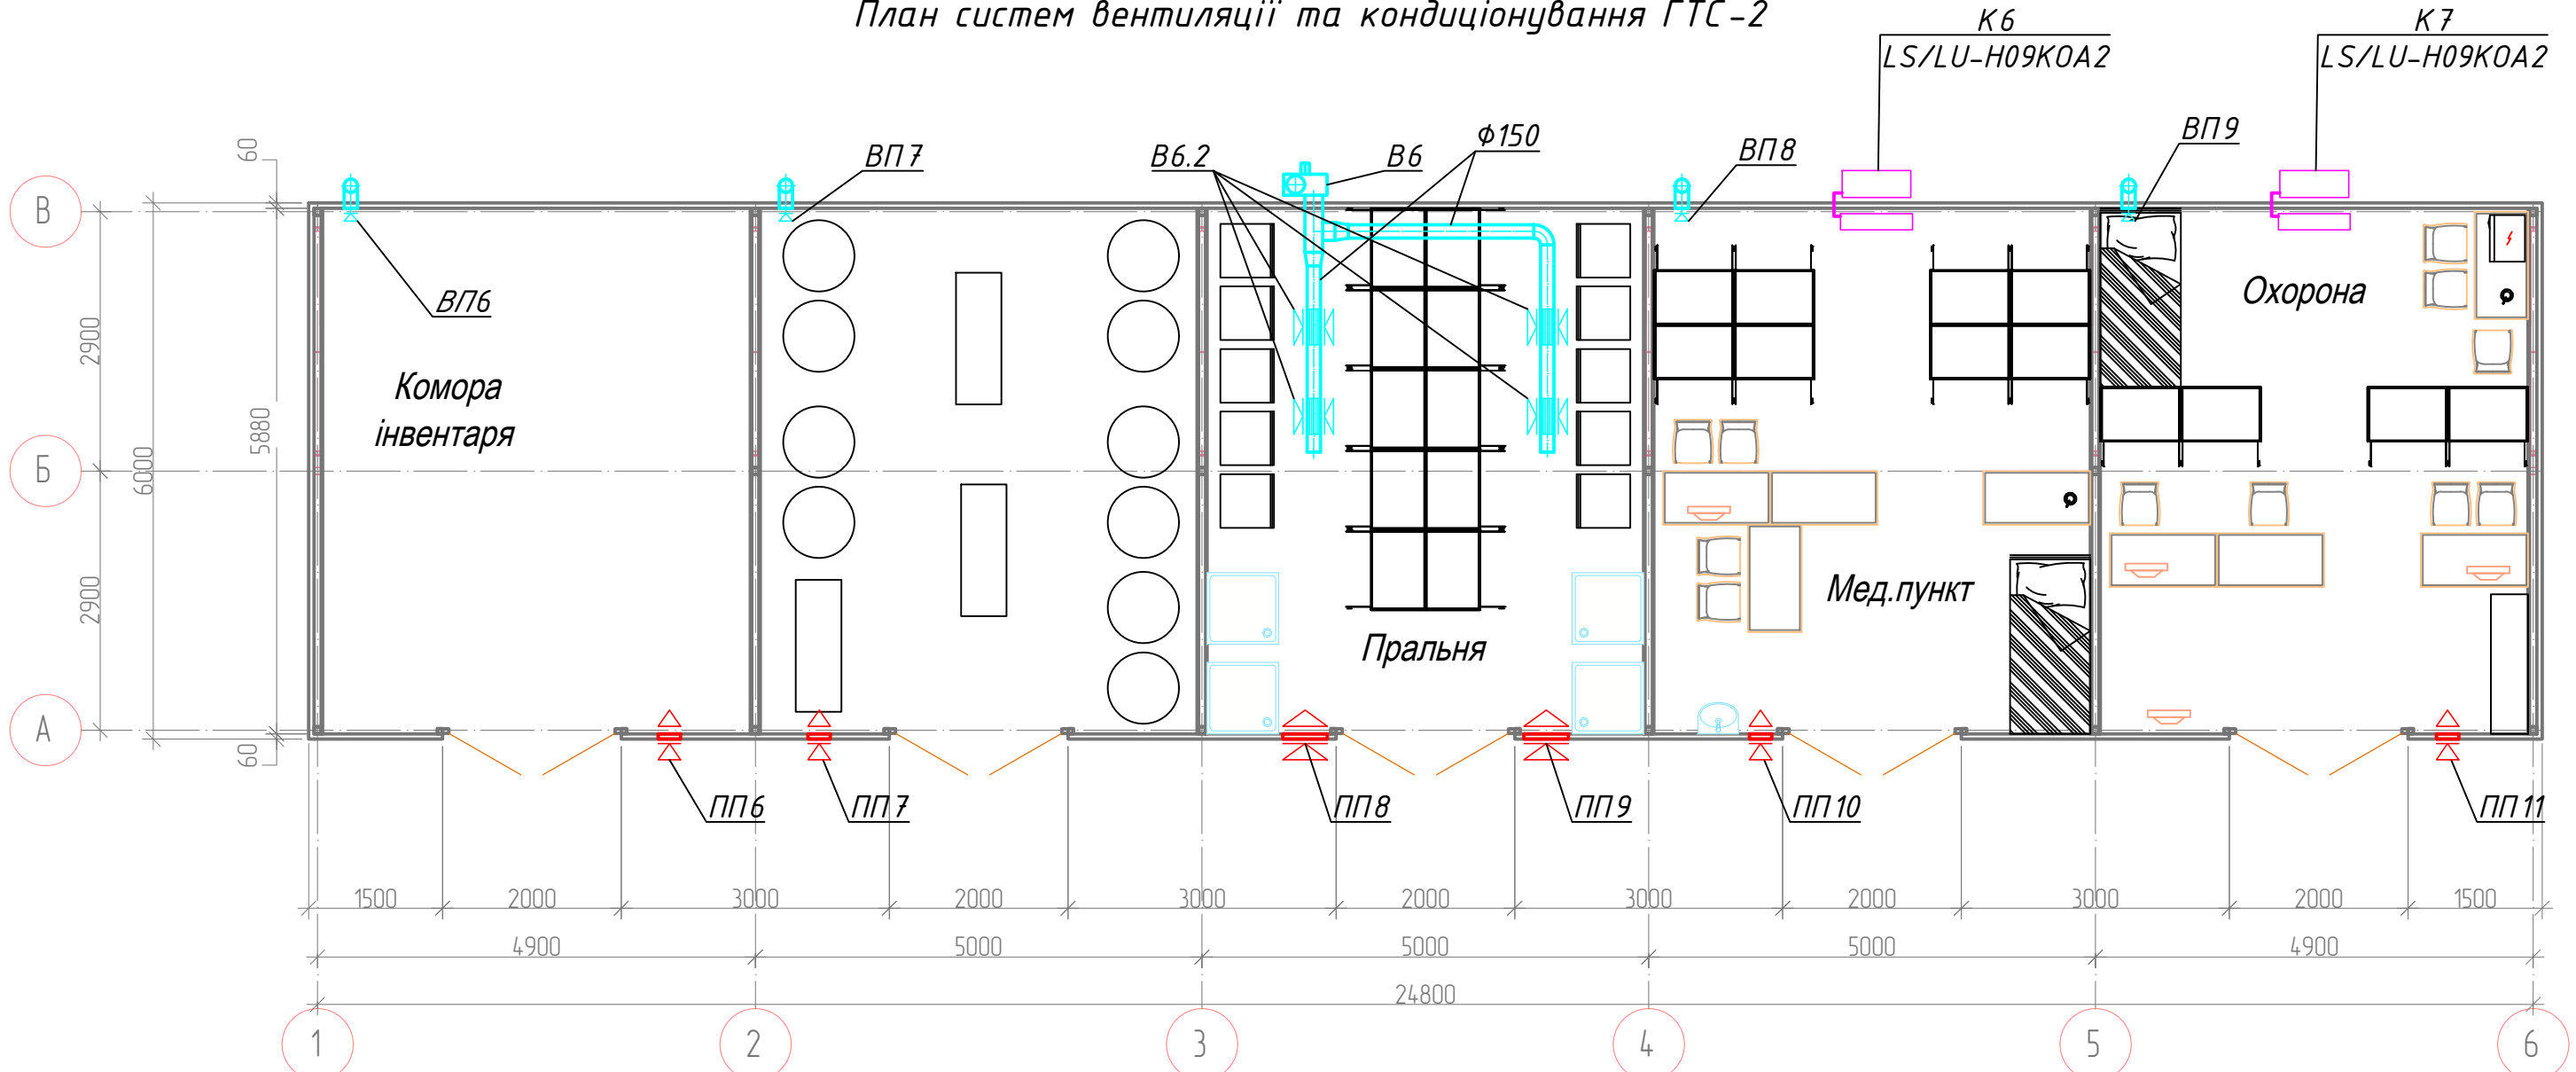 План систем вентиляції та кондиціонування ГТС-2
К6
LS/LU-H09KOA2
К7
LS/LU-H09KOA2
ВП7
В6.2
В6
Ф150
ВП8
ВП9
60
В
ВП6
Охорона
2900
Комора
інвентаря
5880
6000
Б
2900
Мед.пункт
Пральня
А
60
ПП6
ПП7
ПП8
ПП9
ПП10
ПП11
1500
2000
3000
2000
3000
2000
3000
2000
3000
2000
1500
4900
5000
5000
5000
4900
24800
1
2
3
4
5
6